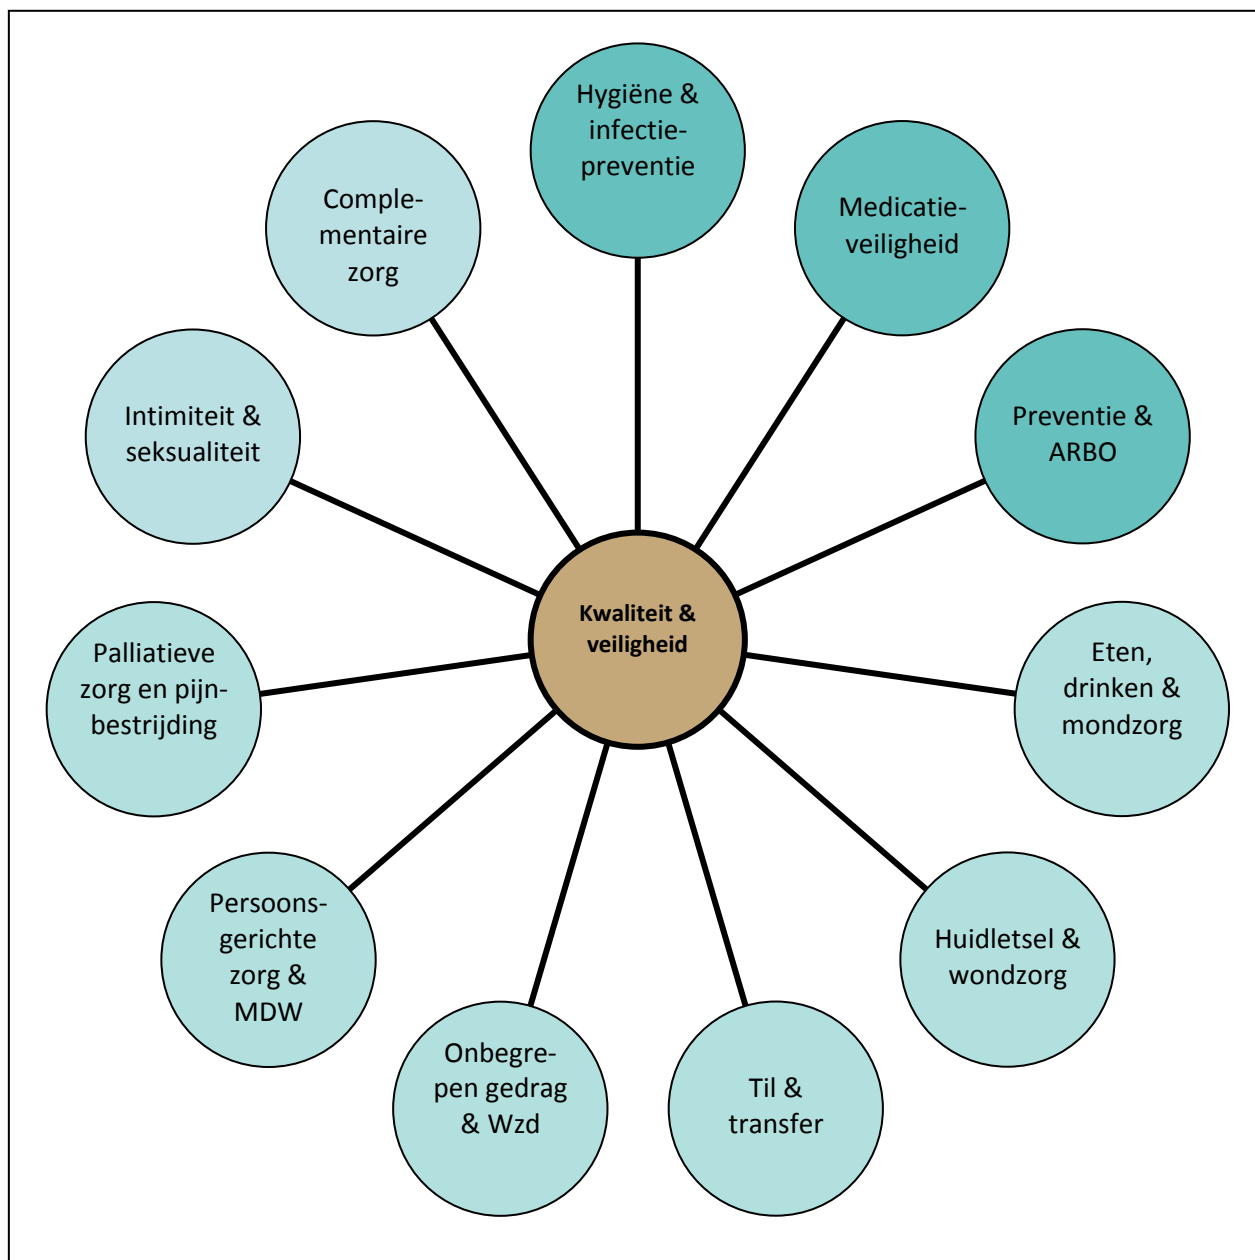 Hygiëne &
infectie-
preventie
Medicatie-
veiligheid
Preventie &
ARBO
Eten,
drinken &
mondzorg
Huidletsel &
wondzorg
Til &
transfer
Onbegre-
pen gedrag
& Wzd
Persoons-
gerichte
zorg &
MDW
Palliatieve
zorg en pijn-
bestrijding
Intimiteit &
seksualiteit
Comple-
mentaire
zorg
Kwaliteit &
veiligheid